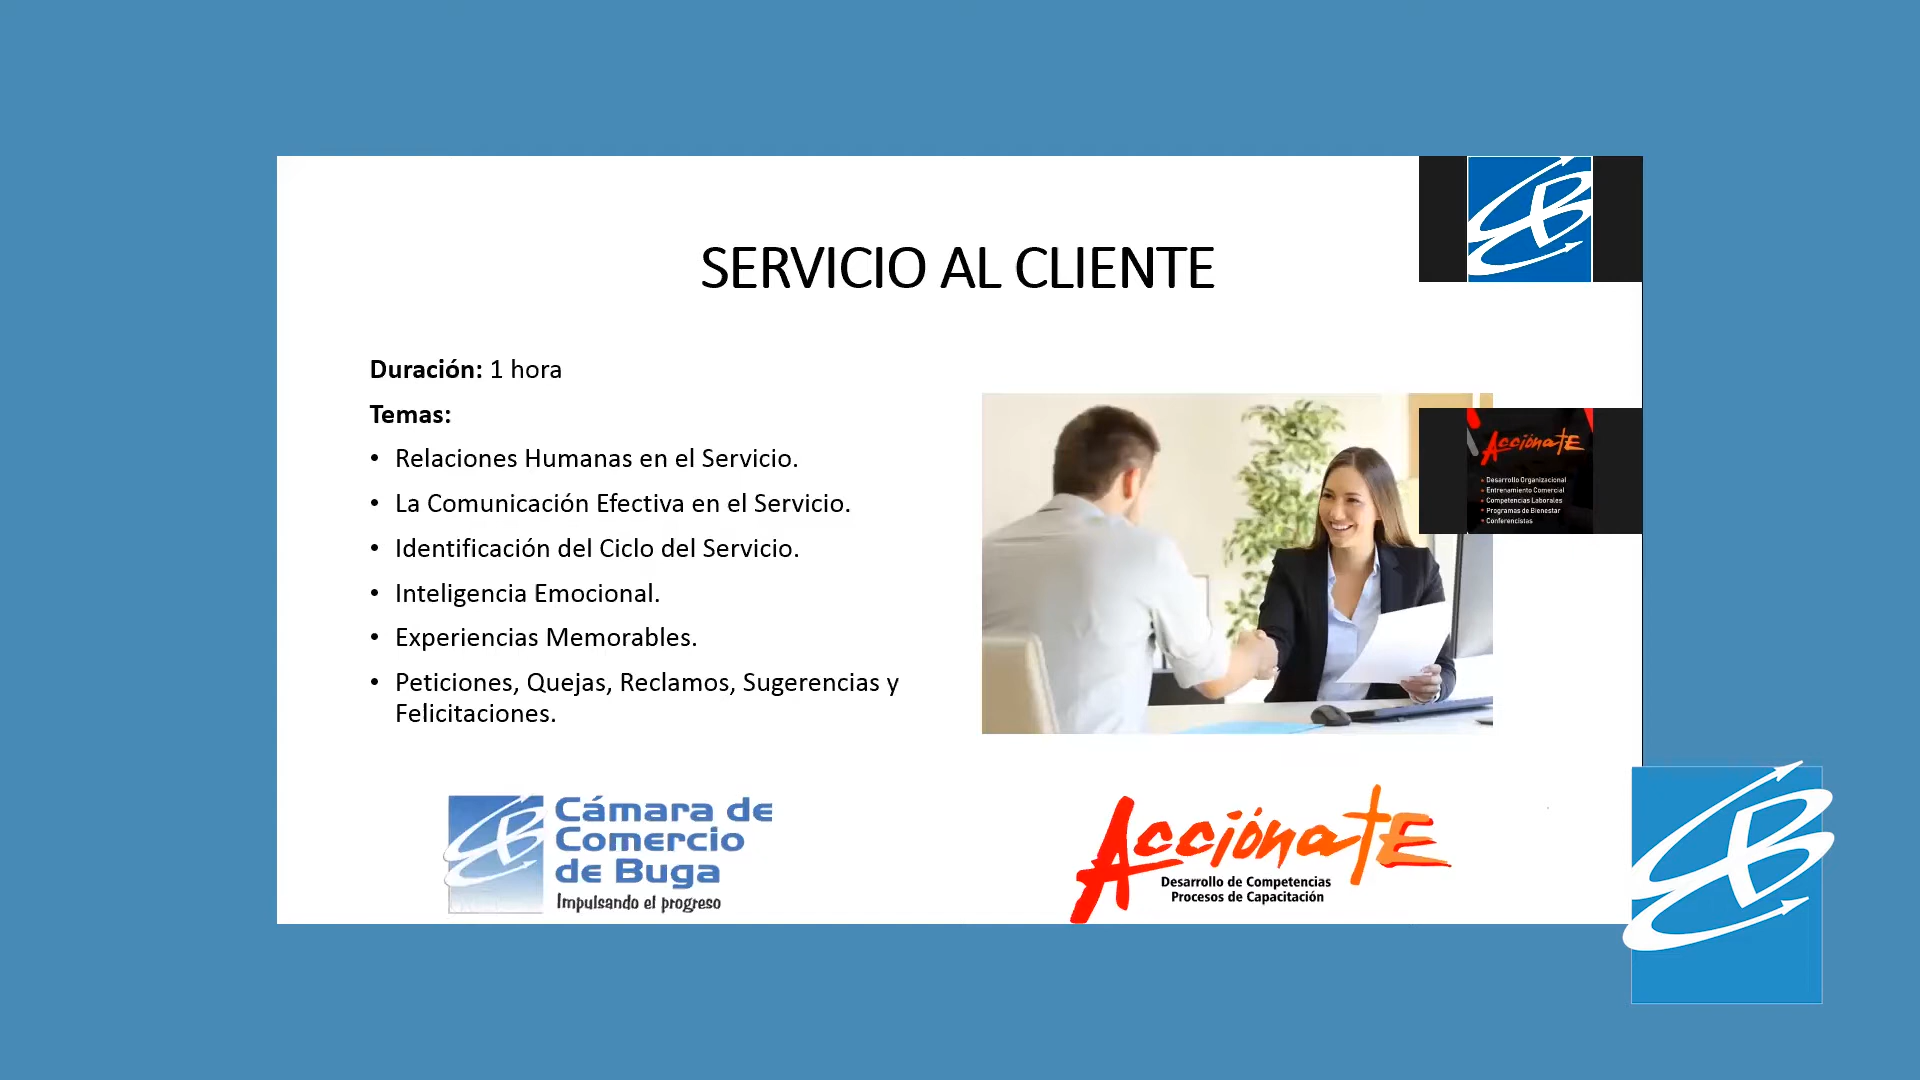 SERVICIO AL CLIENTE
Duración: 1 hora
Temas:
• Relaciones Humanas en el Servicio.
• La Comunicación Efectiva en el Servicio.
• Identificación del Ciclo del Servicio.
• Inteligencia Emocional.
• Experiencias Memorables.
• Peticiones, Quejas, Reclamos, Sugerencias y
Felicitaciones.
AcciónatE
• Desarrollo Organizacional
• Entrenamiento Comercial
• Competencias Laborales
• Programas de Bienestar
• Conferencistas
Cámara de
Comercio
de Buga
Impulsando el progreso
AcciónatE
Desarrollo de Competencias
Procesos de Capacitación